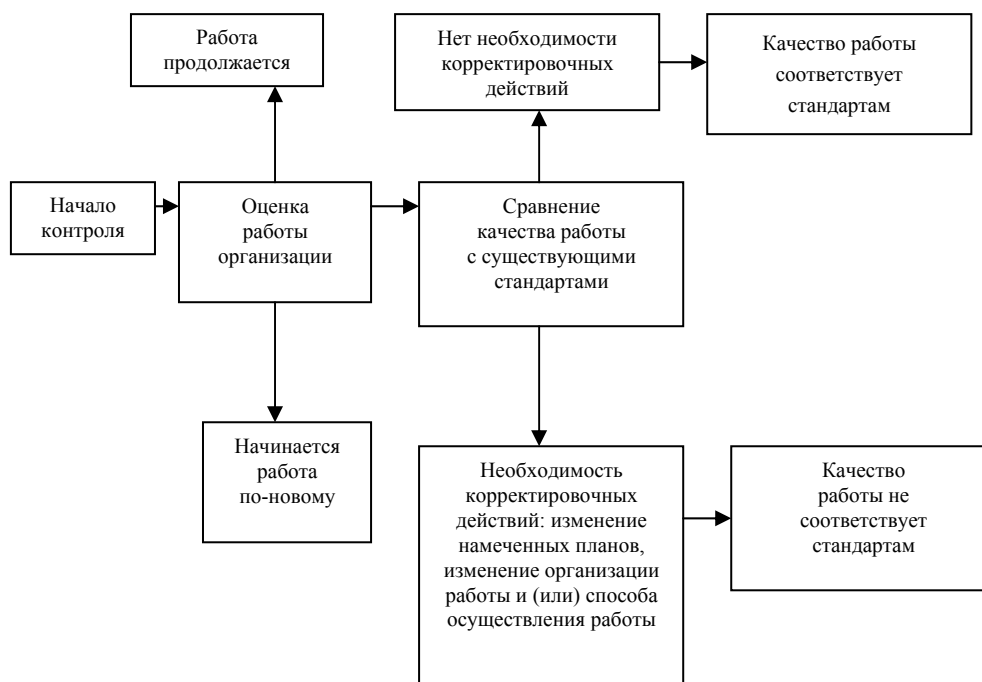 Работа
продолжается
Нет необходимости
корректировочных
действий
Качество работы
соответствует
стандартам
Начало
контроля
Оценка
работы
организации
Сравнение
качества работы
с существующими
стандартами
Начинается
работа
по-новому
Необходимость
корректировочных
действий: изменение
намеченных планов,
изменение организации
работы и (или) способа
осуществления работы
Качество
работы не
соответствует
стандартам